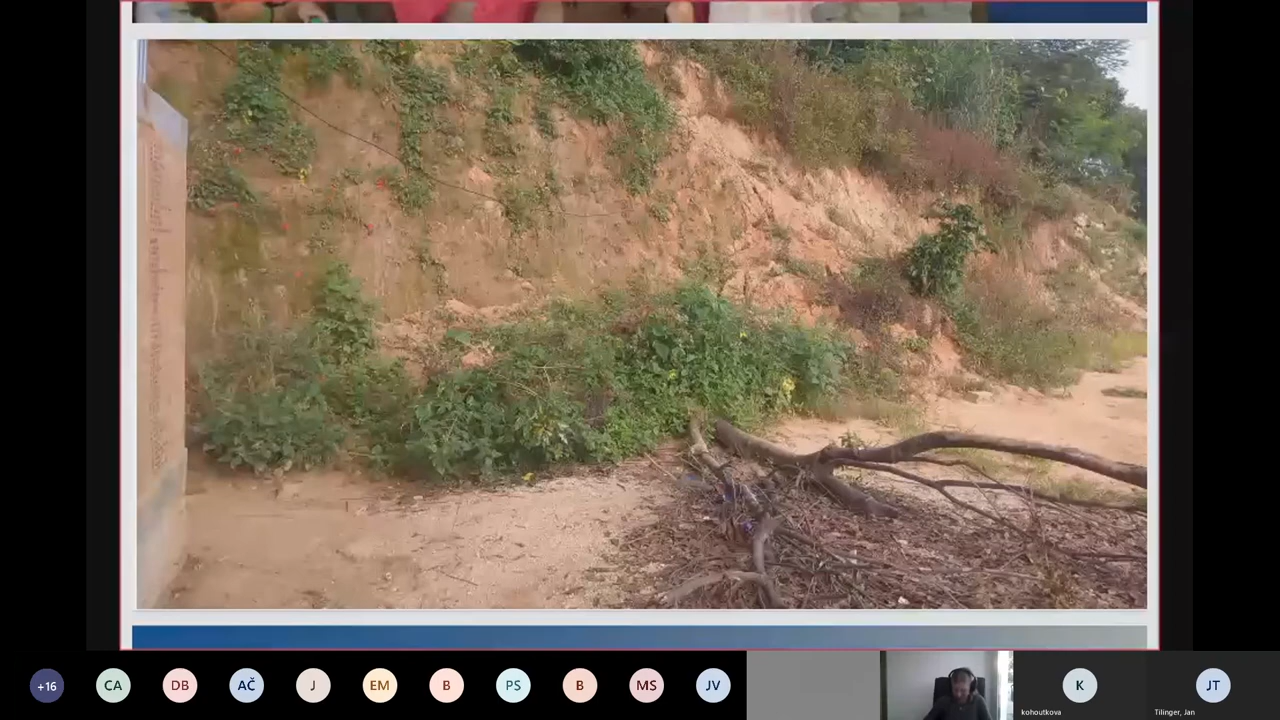 +16
CA
DB
AČ
J
EM
B
PS
B
MS
JV
K
JT
kohoutkova
Tilinger, Jan